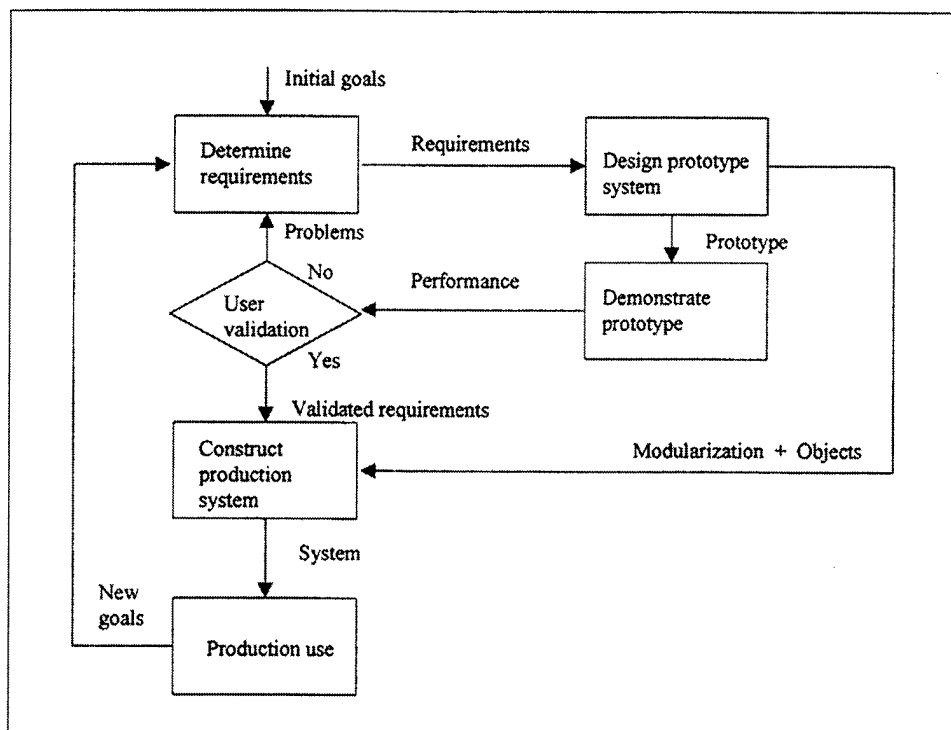 Initial goals
Determine
requirements
Requirements
Design prototype
system
Problems
Prototype
No
User
validation
Performance
Demonstrate
prototype
Yes
Validated requirements
Construct
production
system
Modularization + Objects
System
New
goals
Production use